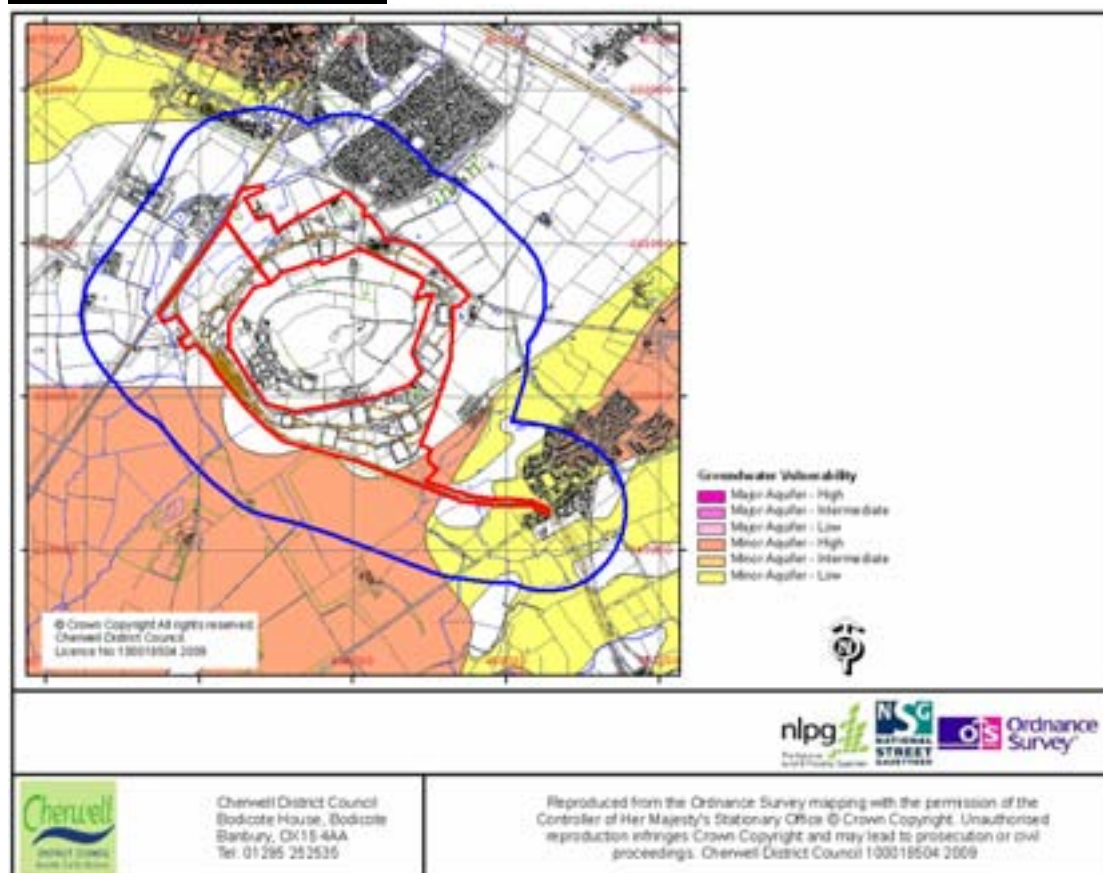 © Crown Copyright All rights reserved
Cherwell District Council
Licence No 100018504 2009
Groundwater Vulnerability
Major Aquifer - High
Major Aquifer - Intermediate
Major Aquifer - Low
Minor Aquifer - High
Minor Aquifer - Intermediate
Minor Aquifer - Low
N
nlpg
NSG
NATIONAL
STREET
GAZETTEER
OS
Ordnance
Survey
Cherwell
DISTRICT COUNCIL
Cherwell District Council
Bodicote House, Bodicote
Banbury, OX15 4AA
Tel. 01295 252535
Reproduced from the Ordnance Survey mapping with the permission of the
Controller of Her Majesty's Stationary Office © Crown Copyright. Unauthorised
reproduction infringes Crown Copyright and may lead to prosecution or civil
proceedings. Cherwell District Council 100018504 2009